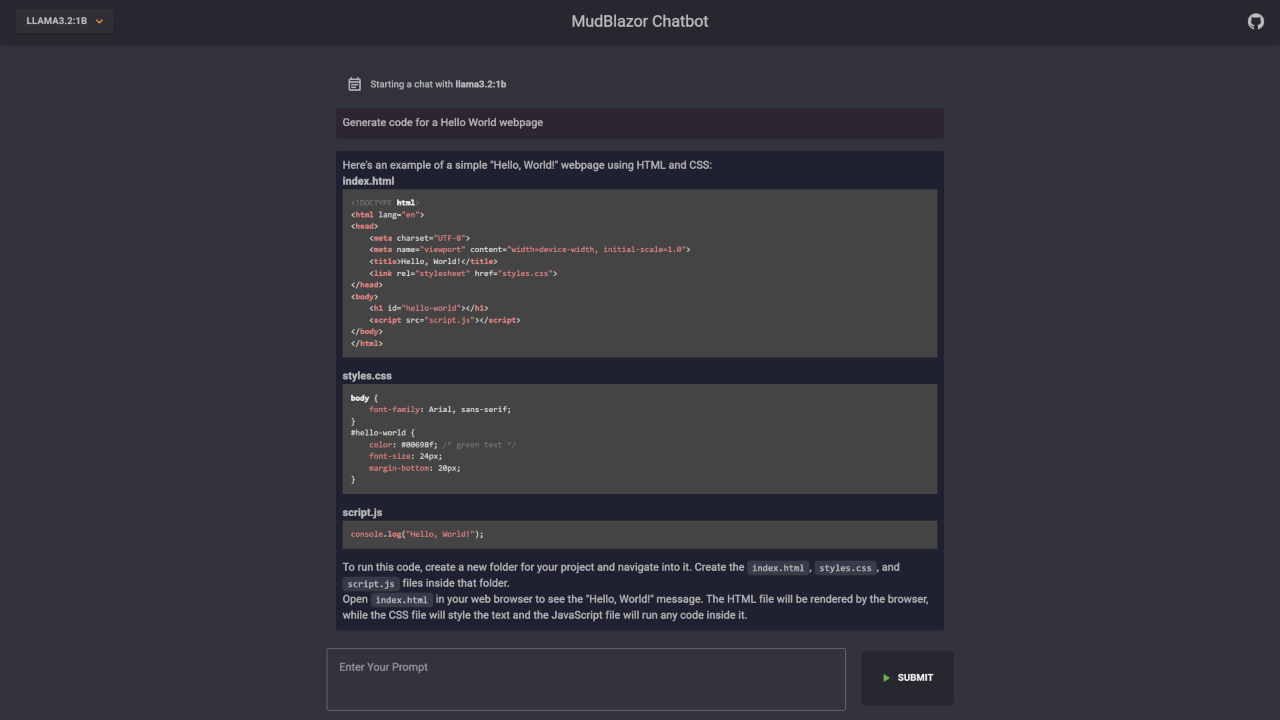 LLAMA3.2:1B
MudBlazor Chatbot
Starting a chat with llama3.2:1b
Generate code for a Hello World webpage
Here's an example of a simple "Hello, World!" webpage using HTML and CSS:
index.html
<!DOCTYPE html>
<html lang="en">
<head>
    <meta charset="UTF-8">
    <meta name="viewport" content="width=device-width, initial-scale=1.0">
    <title>Hello, World!</title>
    <link rel="stylesheet" href="styles.css">
</head>
<body>
    <h1 id="hello-world"></h1>
    <script src="script.js"></script>
</body>
</html>
styles.css
body {
    font-family: Arial, sans-serif;
}
#hello-world {
    color: #00698f; /* green text */
    font-size: 24px;
    margin-bottom: 20px;
}
script.js
console.log("Hello, World!");
To run this code, create a new folder for your project and navigate into it. Create the index.html, styles.css, and
script.js files inside that folder.
Open index.html in your web browser to see the "Hello, World!" message. The HTML file will be rendered by the browser,
while the CSS file will style the text and the JavaScript file will run any code inside it.
Enter Your Prompt
SUBMIT